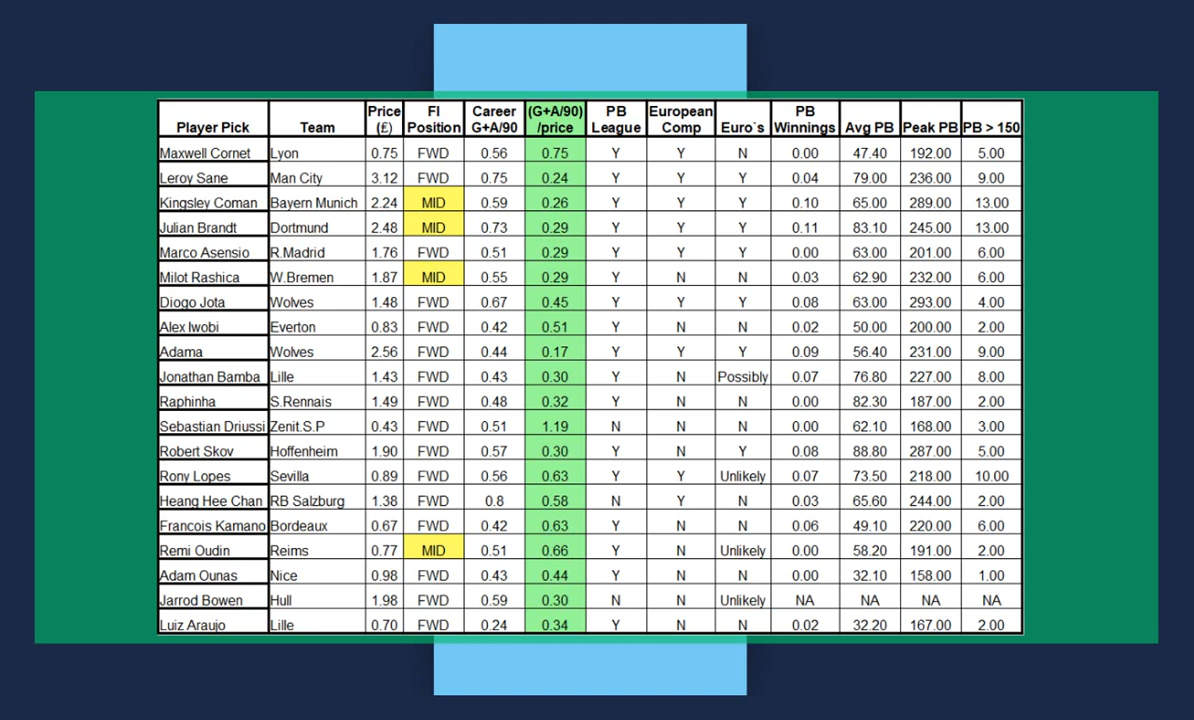 Player Pick Team Price (£) FI Position Career G+A/90 (G+A/90) /price PB League European Comp Euro`s PB Winnings Avg PB Peak PB PB > 150
Maxwell Cornet Lyon 0.75 FWD 0.56 0.75 Y Y N 0.00 47.40 192.00 5.00
Leroy Sane Man City 3.12 FWD 0.75 0.24 Y Y Y 0.04 79.00 236.00 9.00
Kingsley Coman Bayern Munich 2.24 MID 0.59 0.26 Y Y Y 0.10 65.00 289.00 13.00
Julian Brandt Dortmund 2.48 MID 0.73 0.29 Y Y Y 0.11 83.10 245.00 13.00
Marco Asensio R.Madrid 1.76 FWD 0.51 0.29 Y Y Y 0.00 63.00 201.00 6.00
Milot Rashica W.Bremen 1.87 MID 0.55 0.29 Y N N 0.03 62.90 232.00 6.00
Diogo Jota Wolves 1.48 FWD 0.67 0.45 Y Y Y 0.08 63.00 293.00 4.00
Alex Iwobi Everton 0.83 FWD 0.42 0.51 Y N N 0.02 50.00 200.00 2.00
Adama Wolves 2.56 FWD 0.44 0.17 Y Y Y 0.09 56.40 231.00 9.00
Jonathan Bamba Lille 1.43 FWD 0.43 0.30 Y N Possibly 0.07 76.80 227.00 8.00
Raphinha S.Rennais 1.49 FWD 0.48 0.32 Y N N 0.00 82.30 187.00 2.00
Sebastian Driussi Zenit.S.P 0.43 FWD 0.51 1.19 N N N 0.00 62.10 168.00 3.00
Robert Skov Hoffenheim 1.90 FWD 0.57 0.30 Y N Y 0.08 88.80 287.00 5.00
Rony Lopes Sevilla 0.89 FWD 0.56 0.63 Y Y Unlikely 0.07 73.50 218.00 10.00
Heang Hee Chan RB Salzburg 1.38 FWD 0.8 0.58 N Y N 0.03 65.60 244.00 2.00
Francois Kamano Bordeaux 0.67 FWD 0.42 0.63 Y N N 0.06 49.10 220.00 6.00
Remi Oudin Reims 0.77 MID 0.51 0.66 Y N Unlikely 0.00 58.20 191.00 2.00
Adam Ounas Nice 0.98 FWD 0.43 0.44 Y N N 0.00 32.10 158.00 1.00
Jarrod Bowen Hull 1.98 FWD 0.59 0.30 N N Unlikely NA NA NA NA
Luiz Araujo Lille 0.70 FWD 0.24 0.34 Y N N 0.02 32.20 167.00 2.00